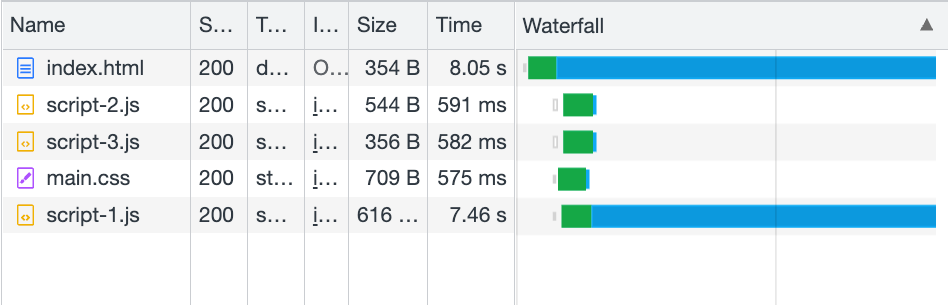 Name S... T... I... Size Time Waterfall ▲
index.html 200 d... O... 354 B 8.05 s
script-2.js 200 s... i... 544 B 591 ms
script-3.js 200 s... i... 356 B 582 ms
main.css 200 st... i... 709 B 575 ms
script-1.js 200 s... i... 616 ... 7.46 s